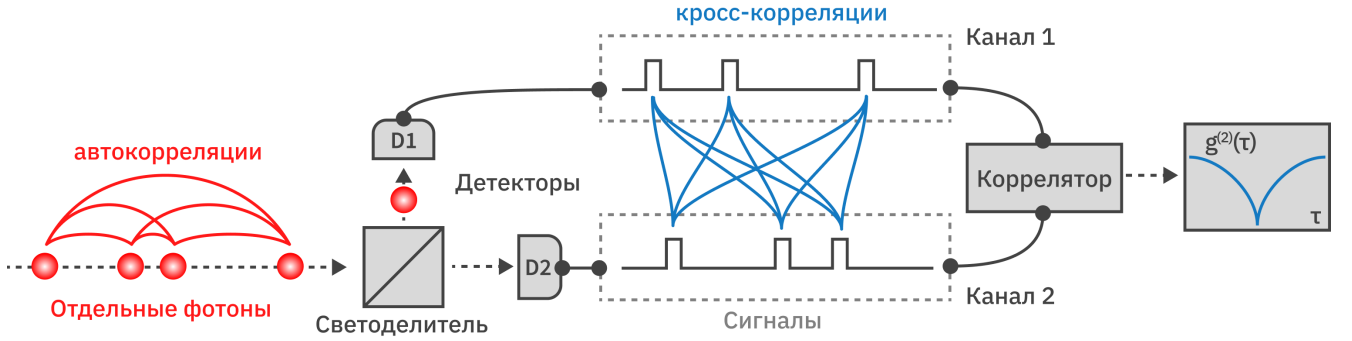 кросс-корреляции
Канал 1
D1
автокорреляции
Детекторы
g⁽²⁾(τ)
Коррелятор
τ
D2
Отдельные фотоны
Светоделитель
Канал 2
Сигналы